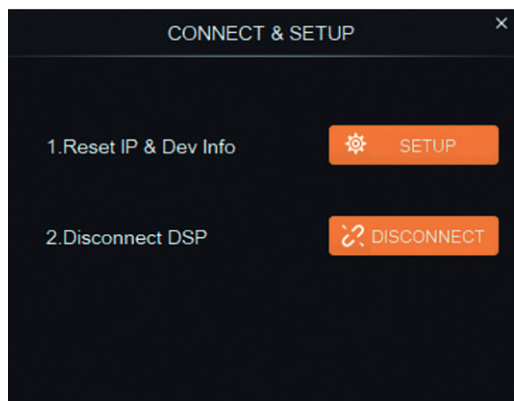 CONNECT & SETUP
1.Reset IP & Dev Info
SETUP
2.Disconnect DSP
DISCONNECT